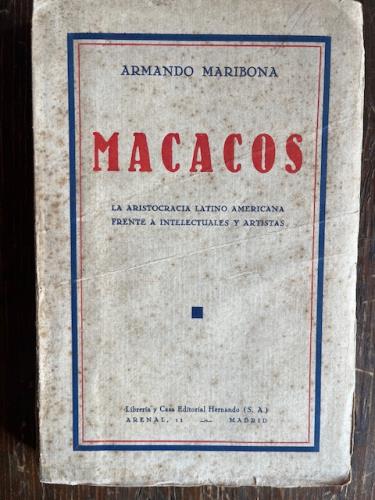 ARMANDO MARIBONA
MACACOS
LA ARISTOCRACIA LATINO AMERICANA
FRENTE A INTELECTUALES Y ARTISTAS
Librería y Casa Editorial Hernando (S. A.)
ARENAL, 11 — MADRID